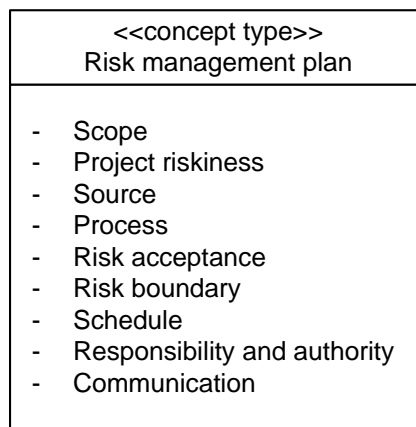 <<concept type>>
Risk management plan
- Scope
- Project riskiness
- Source
- Process
- Risk acceptance
- Risk boundary
- Schedule
- Responsibility and authority
- Communication